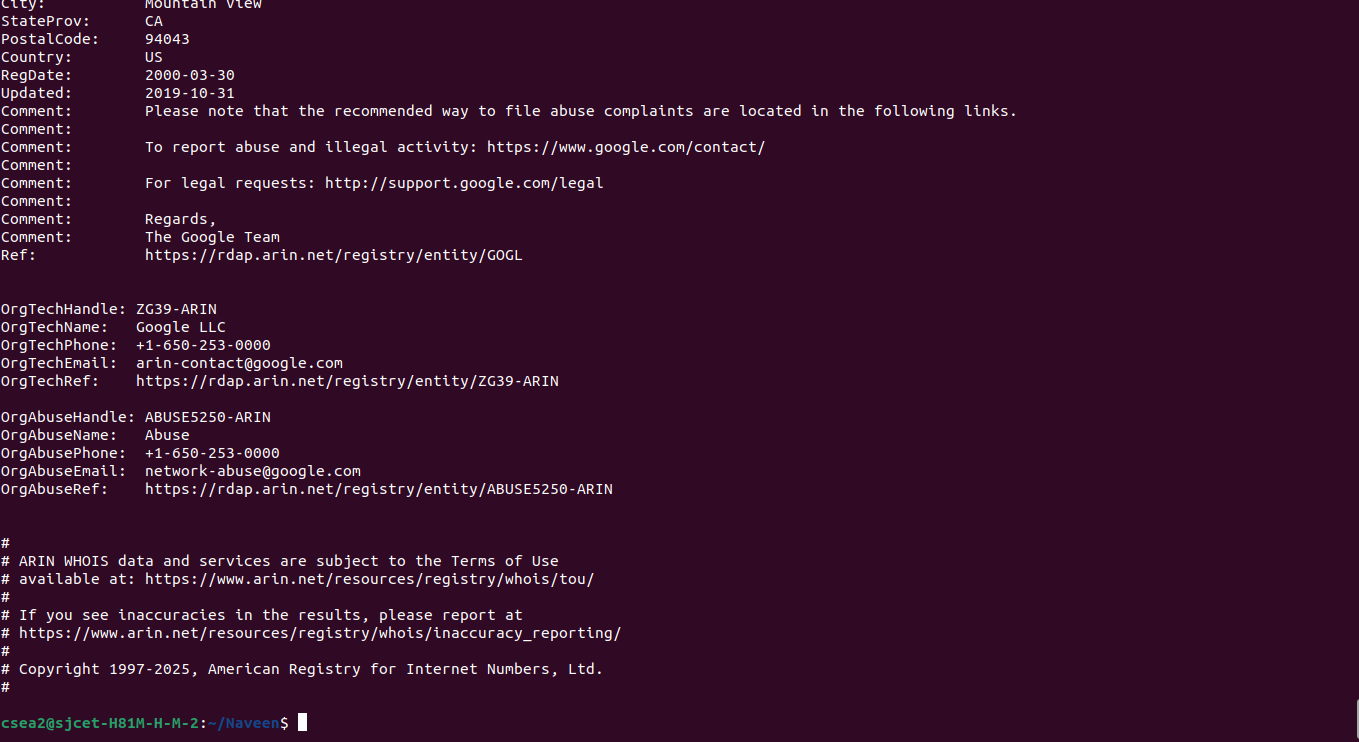 City:           Mountain View
StateProv:      CA
PostalCode:     94043
Country:        US
RegDate:        2000-03-30
Updated:        2019-10-31
Comment:        Please note that the recommended way to file abuse complaints are located in the following links.
Comment:
Comment:        To report abuse and illegal activity: https://www.google.com/contact/
Comment:
Comment:        For legal requests: http://support.google.com/legal
Comment:
Comment:        Regards,
Comment:        The Google Team
Ref:            https://rdap.arin.net/registry/entity/GOGL
OrgTechHandle: ZG39-ARIN
OrgTechName:   Google LLC
OrgTechPhone:  +1-650-253-0000
OrgTechEmail:  arin-contact@google.com
OrgTechRef:    https://rdap.arin.net/registry/entity/ZG39-ARIN
OrgAbuseHandle: ABUSE5250-ARIN
OrgAbuseName:   Abuse
OrgAbusePhone:  +1-650-253-0000
OrgAbuseEmail:  network-abuse@google.com
OrgAbuseRef:    https://rdap.arin.net/registry/entity/ABUSE5250-ARIN
#
# ARIN WHOIS data and services are subject to the Terms of Use
# available at: https://www.arin.net/resources/registry/whois/tou/
#
# If you see inaccuracies in the results, please report at
# https://www.arin.net/resources/registry/whois/inaccuracy_reporting/
#
# Copyright 1997-2025, American Registry for Internet Numbers, Ltd.
#
csea2@sjcet-H81M-H-M-2:~/Naveen$